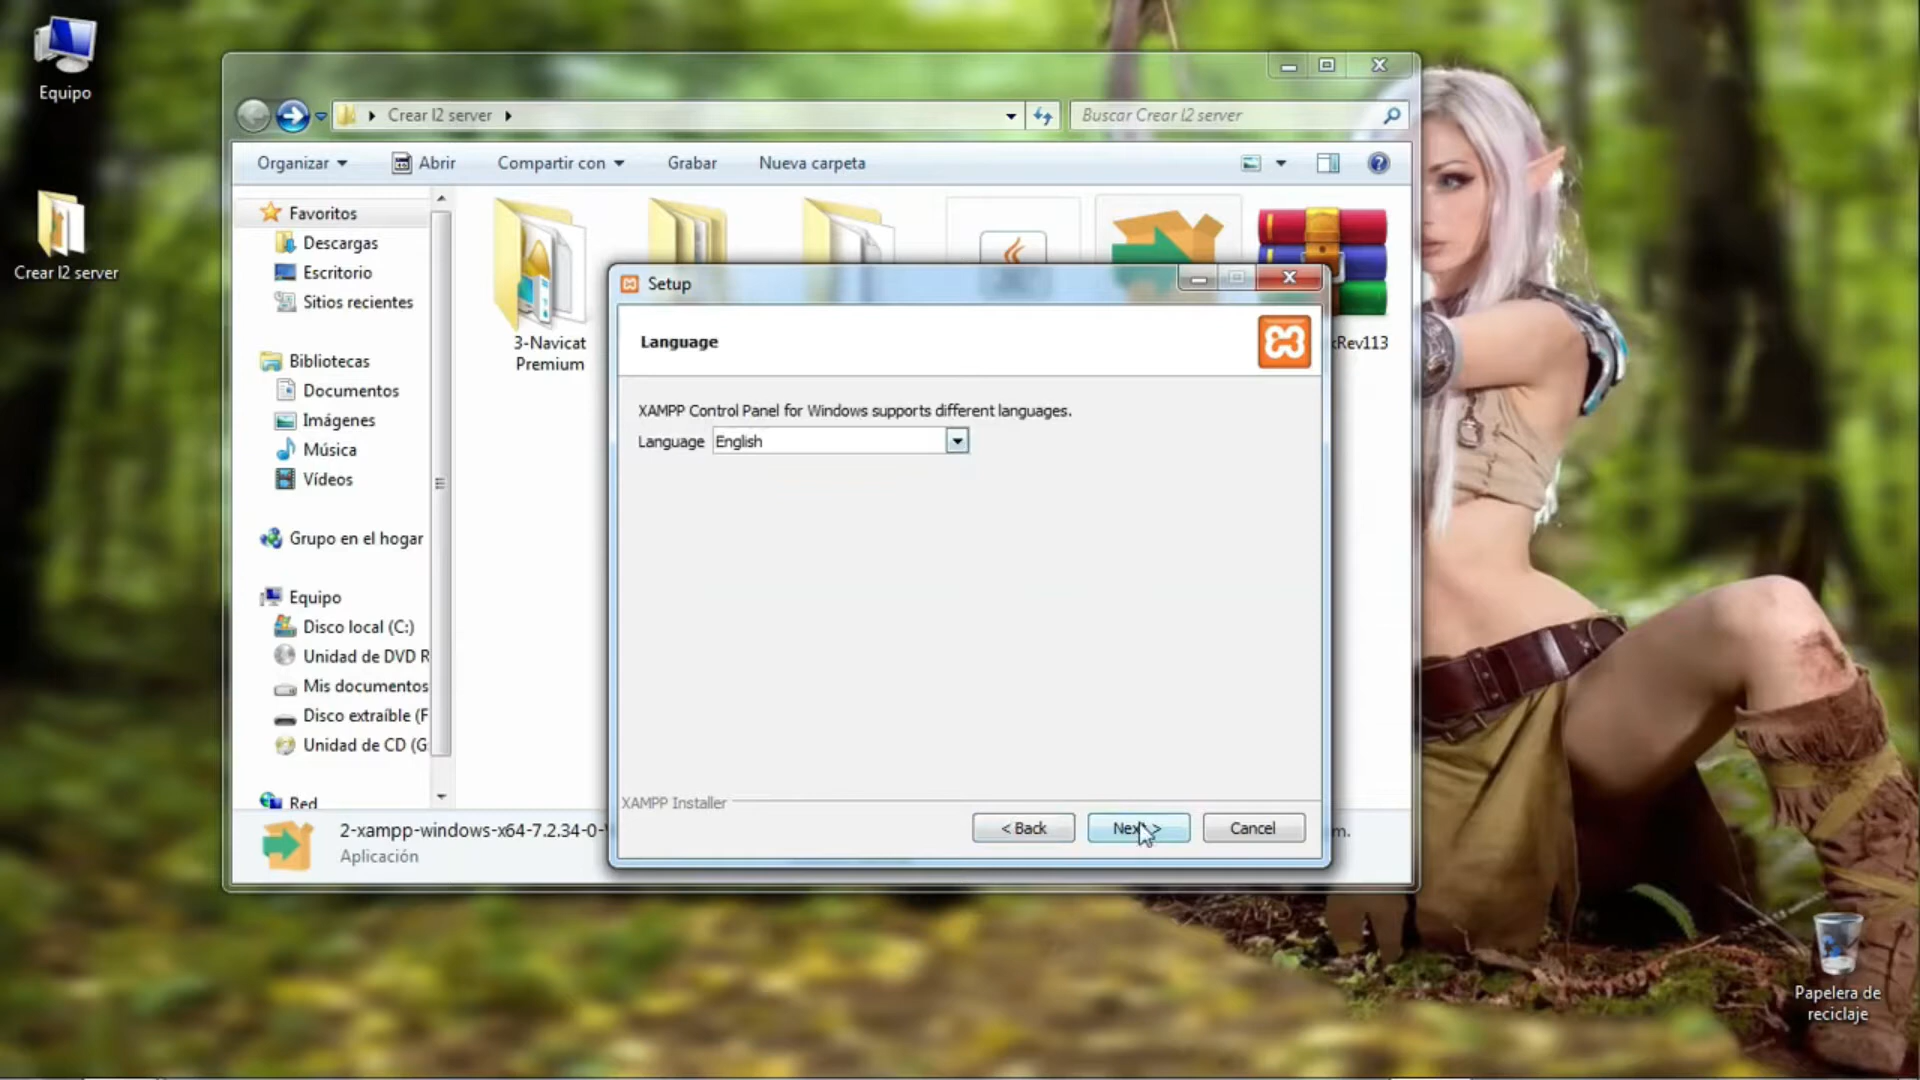 Equipo
Crear l2 server
Crear l2 server
Buscar Crear l2 server
Organizar
Abrir
Compartir con
Grabar
Nueva carpeta
Favoritos
Descargas
Escritorio
Sitios recientes
Bibliotecas
Documentos
Imágenes
Música
Vídeos
Grupo en el hogar
Equipo
Disco local (C:)
Unidad de DVD R
Mis documentos
Disco extraíble (F
Unidad de CD (G
Red
3-Navicat
Premium
cRev113
Setup
Language
XAMPP Control Panel for Windows supports different languages.
Language English
XAMPP Installer
< Back
Next >
Cancel
2-xampp-windows-x64-7.2.34-0-
m.
Aplicación
Papelera de
reciclaje